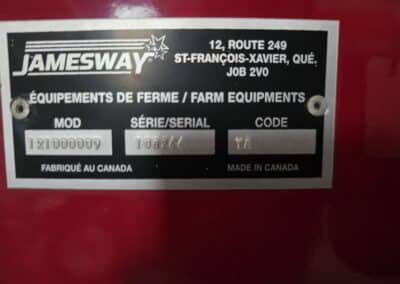 JAMESWAY
12, ROUTE 249
ST-FRANÇOIS-XAVIER, QUÉ.
J0B 2V0
ÉQUIPEMENTS DE FERME / FARM EQUIPMENTS
MOD SÉRIE/SERIAL CODE
YA
FABRIQUÉ AU CANADA MADE IN CANADA